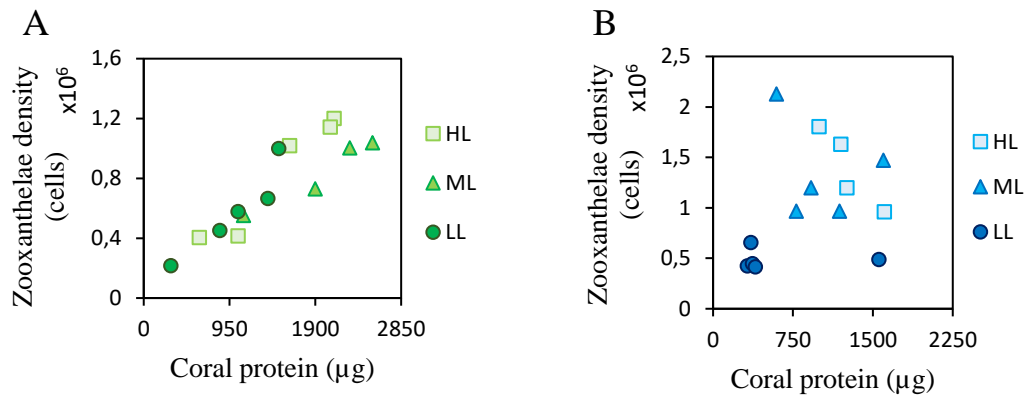 A
Zooxanthelae density
(cells)
x10⁶
1,6
1,2
0,8
0,4
0
0
950
1900
2850
Coral protein (µg)
HL
ML
LL
B
Zooxanthelae density
(cells)
x10⁶
2,5
2
1,5
1
0,5
0
0
750
1500
2250
Coral protein (µg)
HL
ML
LL